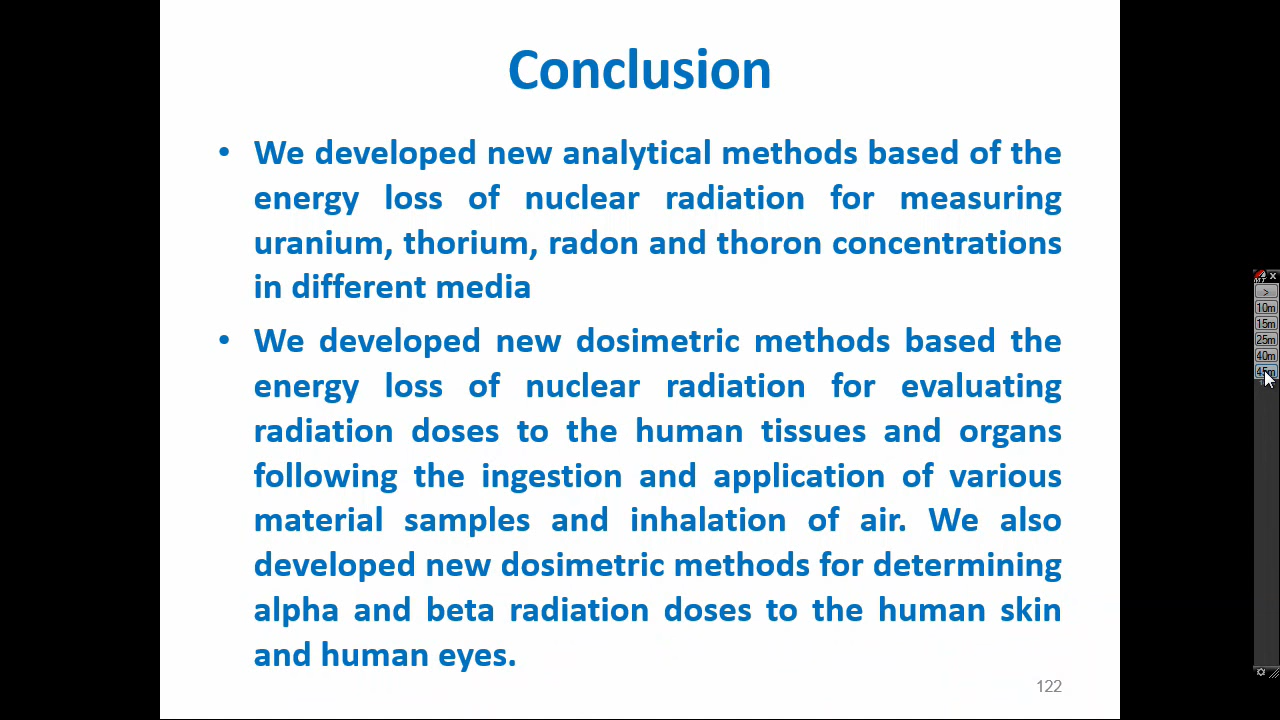 Conclusion
• We developed new analytical methods based of the
energy loss of nuclear radiation for measuring
uranium, thorium, radon and thoron concentrations
in different media
• We developed new dosimetric methods based the
energy loss of nuclear radiation for evaluating
radiation doses to the human tissues and organs
following the ingestion and application of various
material samples and inhalation of air. We also
developed new dosimetric methods for determining
alpha and beta radiation doses to the human skin
and human eyes.
122
MT X
>
10m
15m
25m
40m
45m